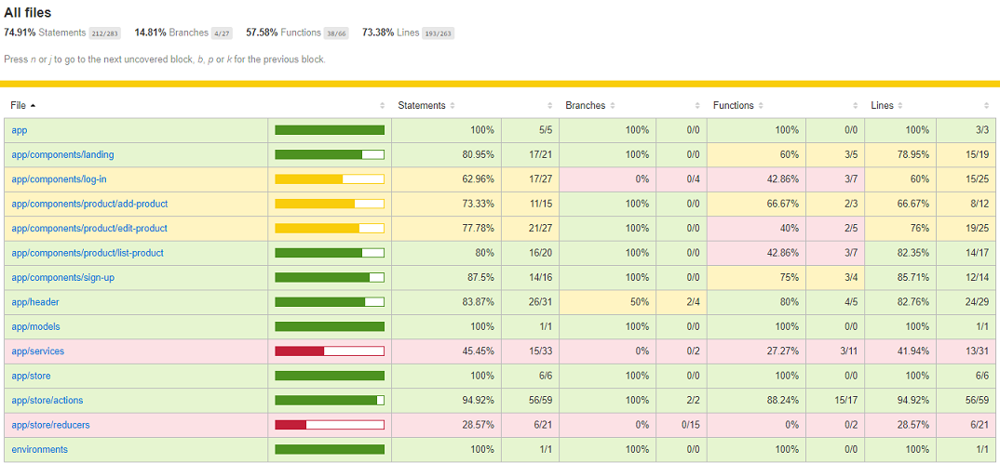 All files
74.91% Statements 212/283 14.81% Branches 4/27 57.58% Functions 38/66 73.38% Lines 193/263
Press n or j to go to the next uncovered block, b, p or k for the previous block.
File Statements Branches Functions Lines
app 100% 5/5 100% 0/0 100% 0/0 100% 3/3
app/components/landing 80.95% 17/21 100% 0/0 60% 3/5 78.95% 15/19
app/components/log-in 62.96% 17/27 0% 0/4 42.86% 3/7 60% 15/25
app/components/product/add-product 73.33% 11/15 100% 0/0 66.67% 2/3 66.67% 8/12
app/components/product/edit-product 77.78% 21/27 100% 0/0 40% 2/5 76% 19/25
app/components/product/list-product 80% 16/20 100% 0/0 42.86% 3/7 82.35% 14/17
app/components/sign-up 87.5% 14/16 100% 0/0 75% 3/4 85.71% 12/14
app/header 83.87% 26/31 50% 2/4 80% 4/5 82.76% 24/29
app/models 100% 1/1 100% 0/0 100% 0/0 100% 1/1
app/services 45.45% 15/33 0% 0/2 27.27% 3/11 41.94% 13/31
app/store 100% 6/6 100% 0/0 100% 0/0 100% 6/6
app/store/actions 94.92% 56/59 100% 2/2 88.24% 15/17 94.92% 56/59
app/store/reducers 28.57% 6/21 0% 0/15 0% 0/2 28.57% 6/21
environments 100% 1/1 100% 0/0 100% 0/0 100% 1/1